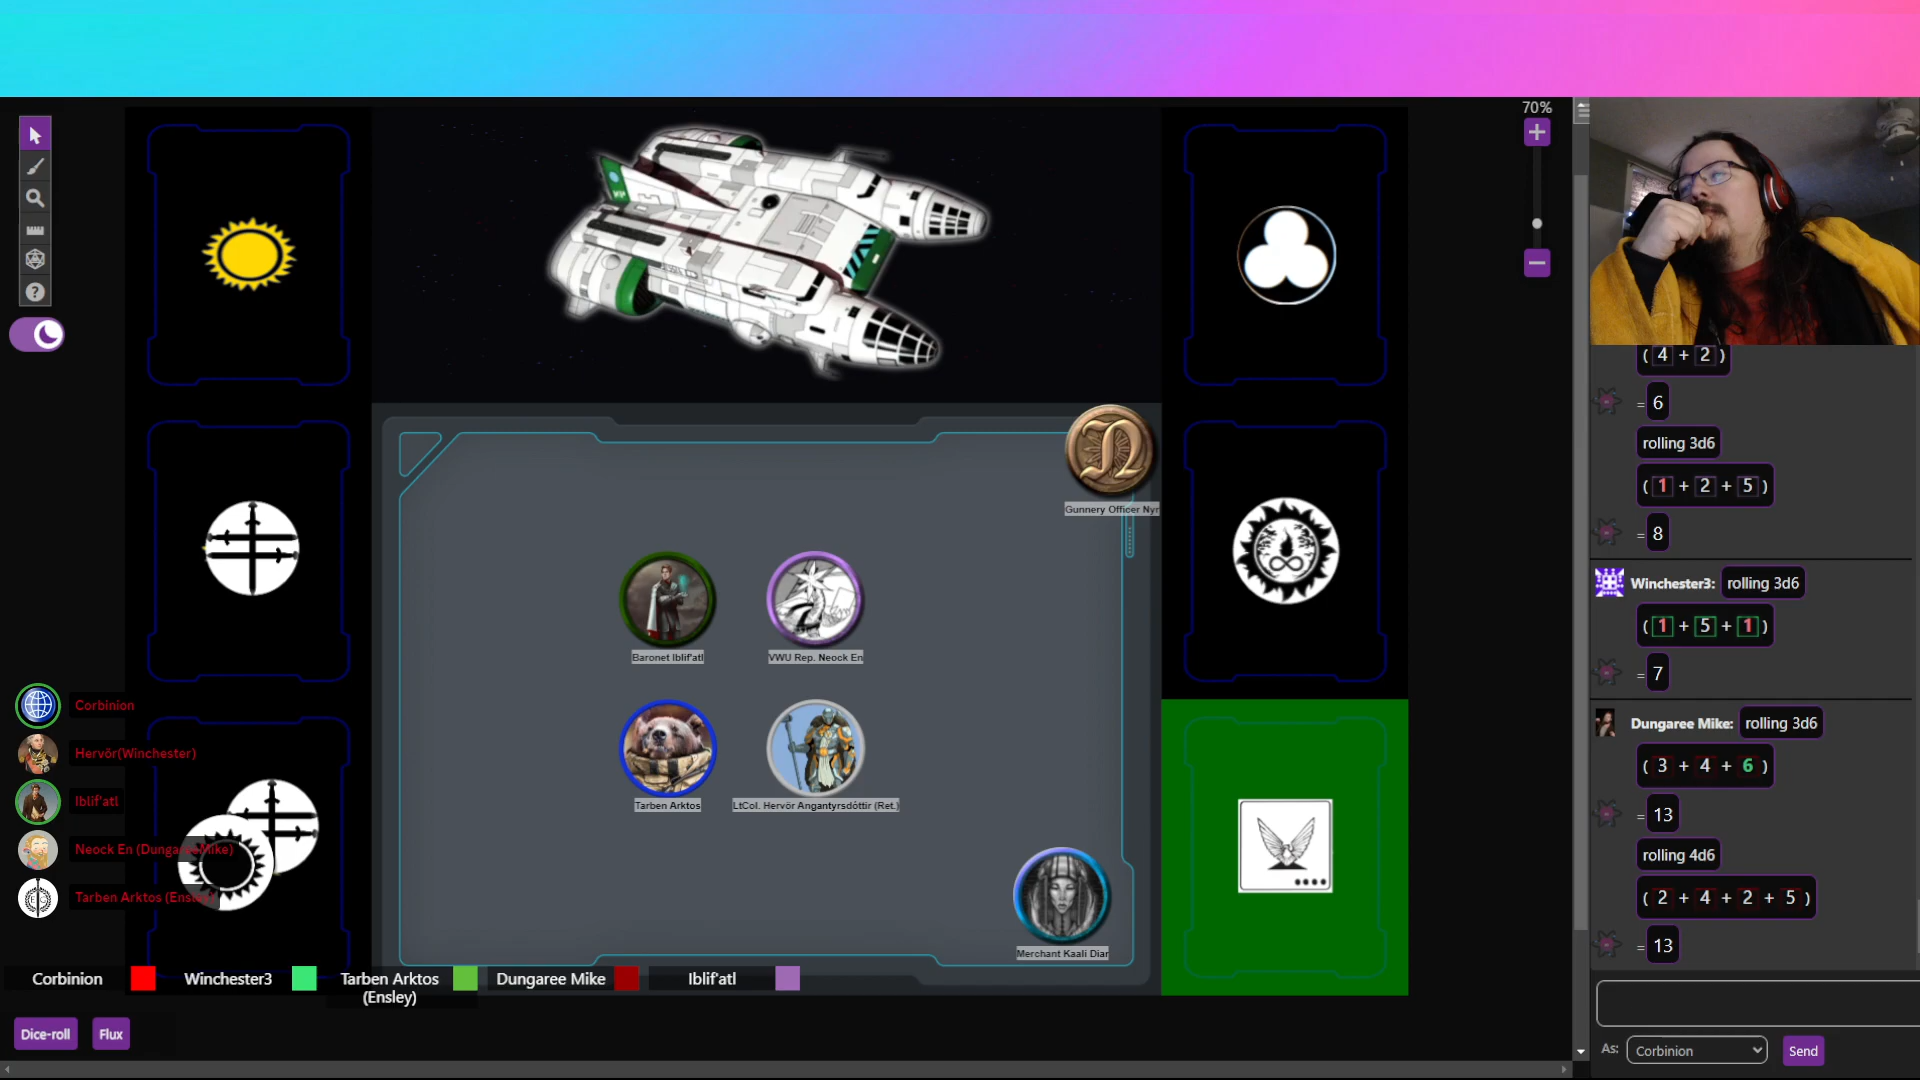 70%
Gunnery Officer Nyr
Baronet Iblif'atl
VWU Rep. Neock En
Tarben Arktos
LtCol. Hervör Angantyrsdóttir (Ret.)
Merchant Kaali Diar
Corbinion
Hervör(Winchester)
Iblif'atl
Neock En (DungareeMike)
Tarben Arktos (Ensley)
Corbinion
Winchester3
Tarben Arktos
(Ensley)
Dungaree Mike
Iblif'atl
Dice-roll
Flux
( 4 + 2 )
= 6
rolling 3d6
( 1 + 2 + 5 )
= 8
Winchester3: rolling 3d6
( 1 + 5 + 1 )
= 7
Dungaree Mike: rolling 3d6
( 3 + 4 + 6 )
= 13
rolling 4d6
( 2 + 4 + 2 + 5 )
= 13
As: Corbinion
Send